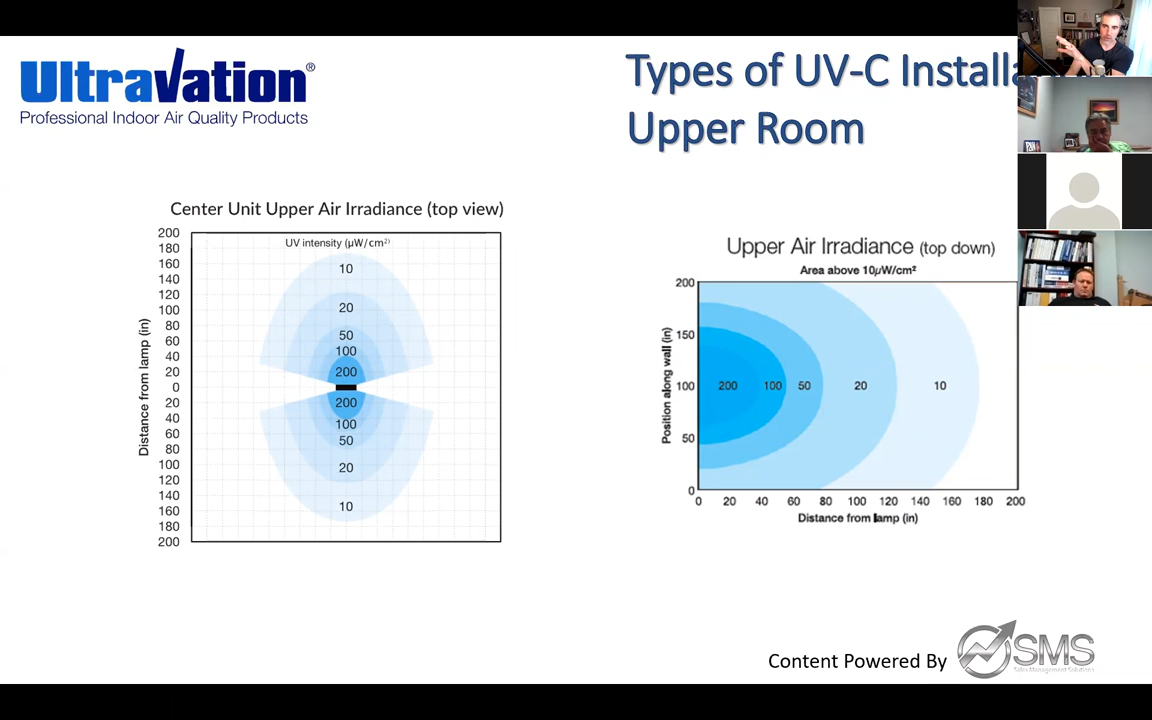 Ultravation®
Professional Indoor Air Quality Products
Types of UV-C Installa
Upper Room
Center Unit Upper Air Irradiance (top view)
UV intensity (µW/cm²)
200
180
160
140
120
100
80
60
40
20
0
20
40
60
80
100
120
140
160
180
200
Distance from lamp (in)
10
20
50
100
200
200
100
50
20
10
Upper Air Irradiance (top down)
Area above 10µW/cm²
200
150
100
50
0
Position along wall (in)
200 100 50 20 10
0 20 40 60 80 100 120 140 160 180 200
Distance from lamp (in)
Content Powered By
SMS
Sales Management Solutions